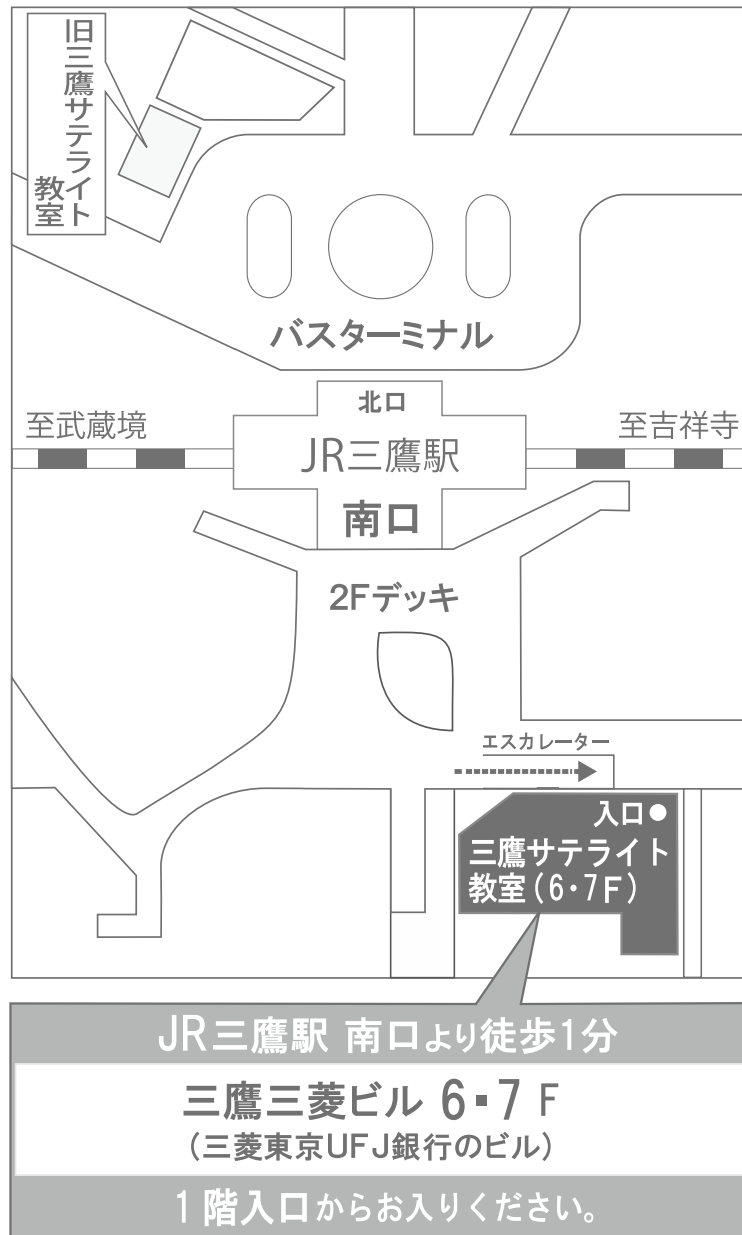 旧三鷹サテライト
教室
バスターミナル
北口
至武蔵境
至吉祥寺
JR三鷹駅
南口
2Fデッキ
エスカレーター
入口
三鷹サテライト
教室(6・7F)
JR三鷹駅 南口より徒歩1分
三鷹三菱ビル 6・7 F
(三菱東京UFJ銀行のビル)
1階入口からお入りください。